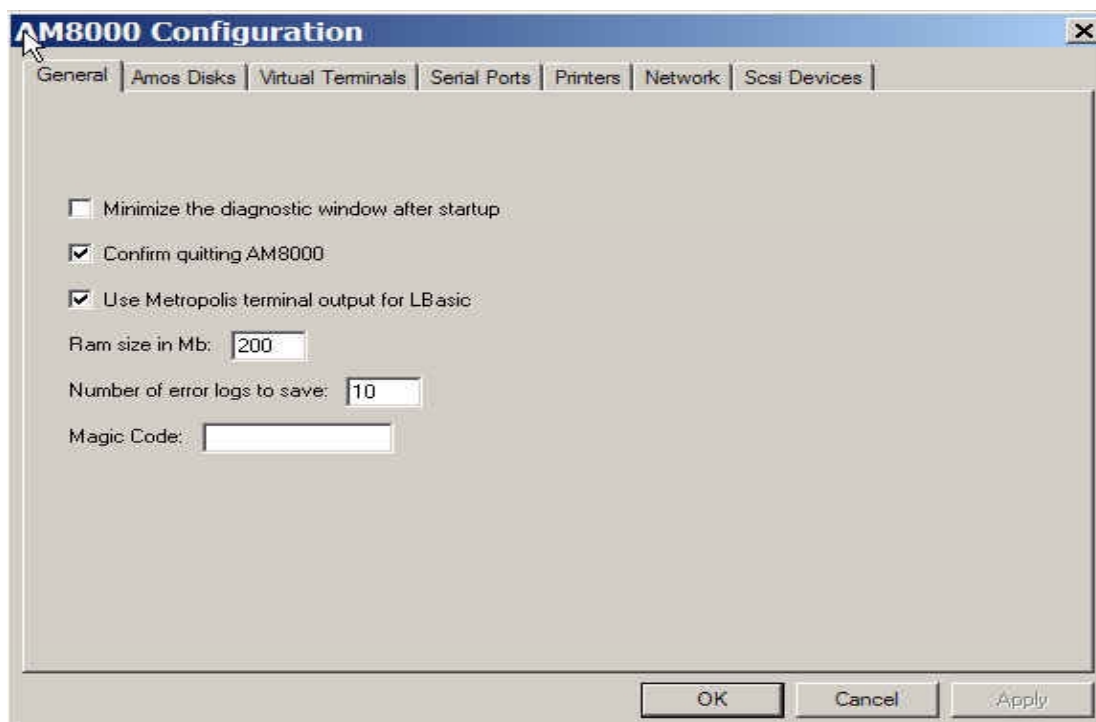 AM8000 Configuration
General Amos Disks Virtual Terminals Serial Ports Printers Network Scsi Devices
Minimize the diagnostic window after startup
Confirm quitting AM8000
Use Metropolis terminal output for LBasic
Ram size in Mb: 200
Number of error logs to save: 10
Magic Code:
OK Cancel Apply